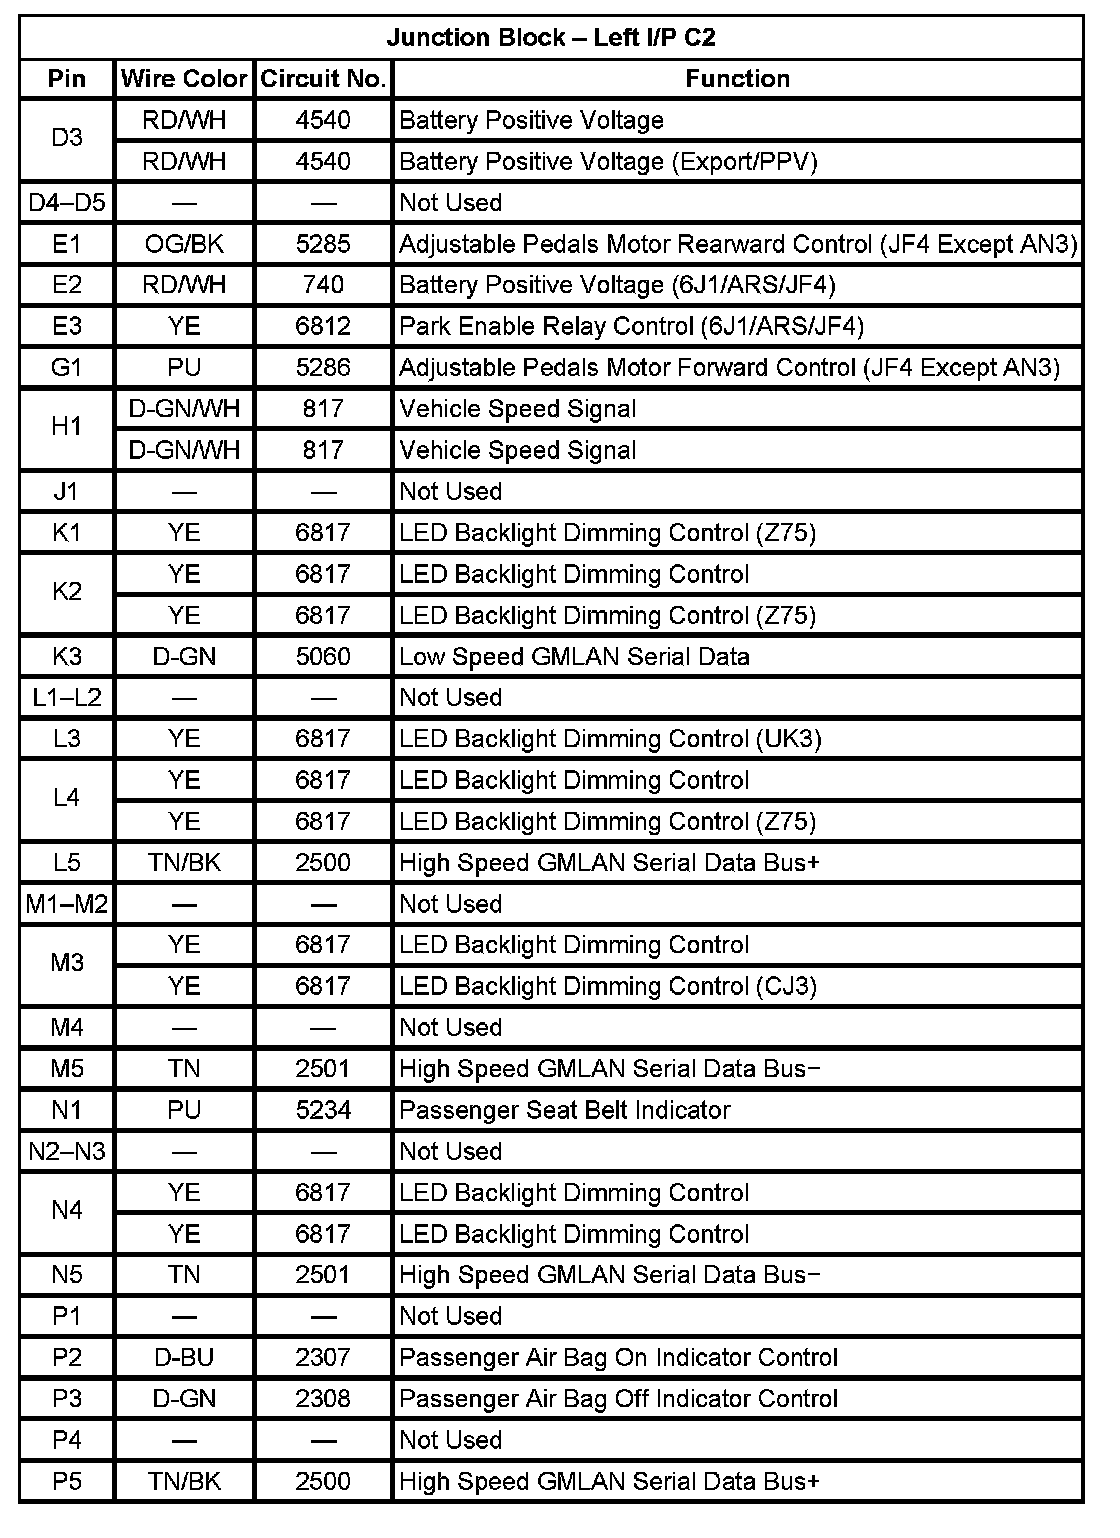 Junction Block – Left I/P C2
Pin Wire Color Circuit No. Function
D3 RD/WH 4540 Battery Positive Voltage
RD/WH 4540 Battery Positive Voltage (Export/PPV)
D4–D5 — — Not Used
E1 OG/BK 5285 Adjustable Pedals Motor Rearward Control (JF4 Except AN3)
E2 RD/WH 740 Battery Positive Voltage (6J1/ARS/JF4)
E3 YE 6812 Park Enable Relay Control (6J1/ARS/JF4)
G1 PU 5286 Adjustable Pedals Motor Forward Control (JF4 Except AN3)
H1 D-GN/WH 817 Vehicle Speed Signal
D-GN/WH 817 Vehicle Speed Signal
J1 — — Not Used
K1 YE 6817 LED Backlight Dimming Control (Z75)
K2 YE 6817 LED Backlight Dimming Control
YE 6817 LED Backlight Dimming Control (Z75)
K3 D-GN 5060 Low Speed GMLAN Serial Data
L1–L2 — — Not Used
L3 YE 6817 LED Backlight Dimming Control (UK3)
L4 YE 6817 LED Backlight Dimming Control
YE 6817 LED Backlight Dimming Control (Z75)
L5 TN/BK 2500 High Speed GMLAN Serial Data Bus+
M1–M2 — — Not Used
M3 YE 6817 LED Backlight Dimming Control
YE 6817 LED Backlight Dimming Control (CJ3)
M4 — — Not Used
M5 TN 2501 High Speed GMLAN Serial Data Bus−
N1 PU 5234 Passenger Seat Belt Indicator
N2–N3 — — Not Used
N4 YE 6817 LED Backlight Dimming Control
YE 6817 LED Backlight Dimming Control
N5 TN 2501 High Speed GMLAN Serial Data Bus−
P1 — — Not Used
P2 D-BU 2307 Passenger Air Bag On Indicator Control
P3 D-GN 2308 Passenger Air Bag Off Indicator Control
P4 — — Not Used
P5 TN/BK 2500 High Speed GMLAN Serial Data Bus+